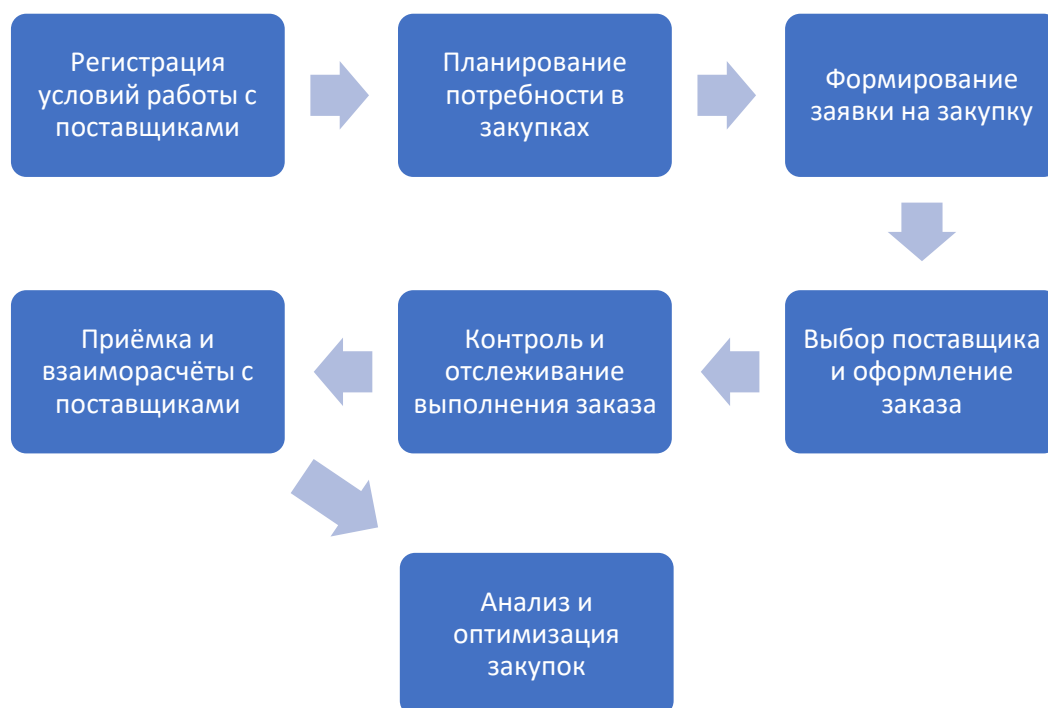 Регистрация
условий работы с
поставщиками
Планирование
потребности в
закупках
Формирование
заявки на закупку
Выбор поставщика
и оформление
заказа
Контроль и
отслеживание
выполнения заказа
Приёмка и
взаиморасчёты с
поставщиками
Анализ и
оптимизация
закупок